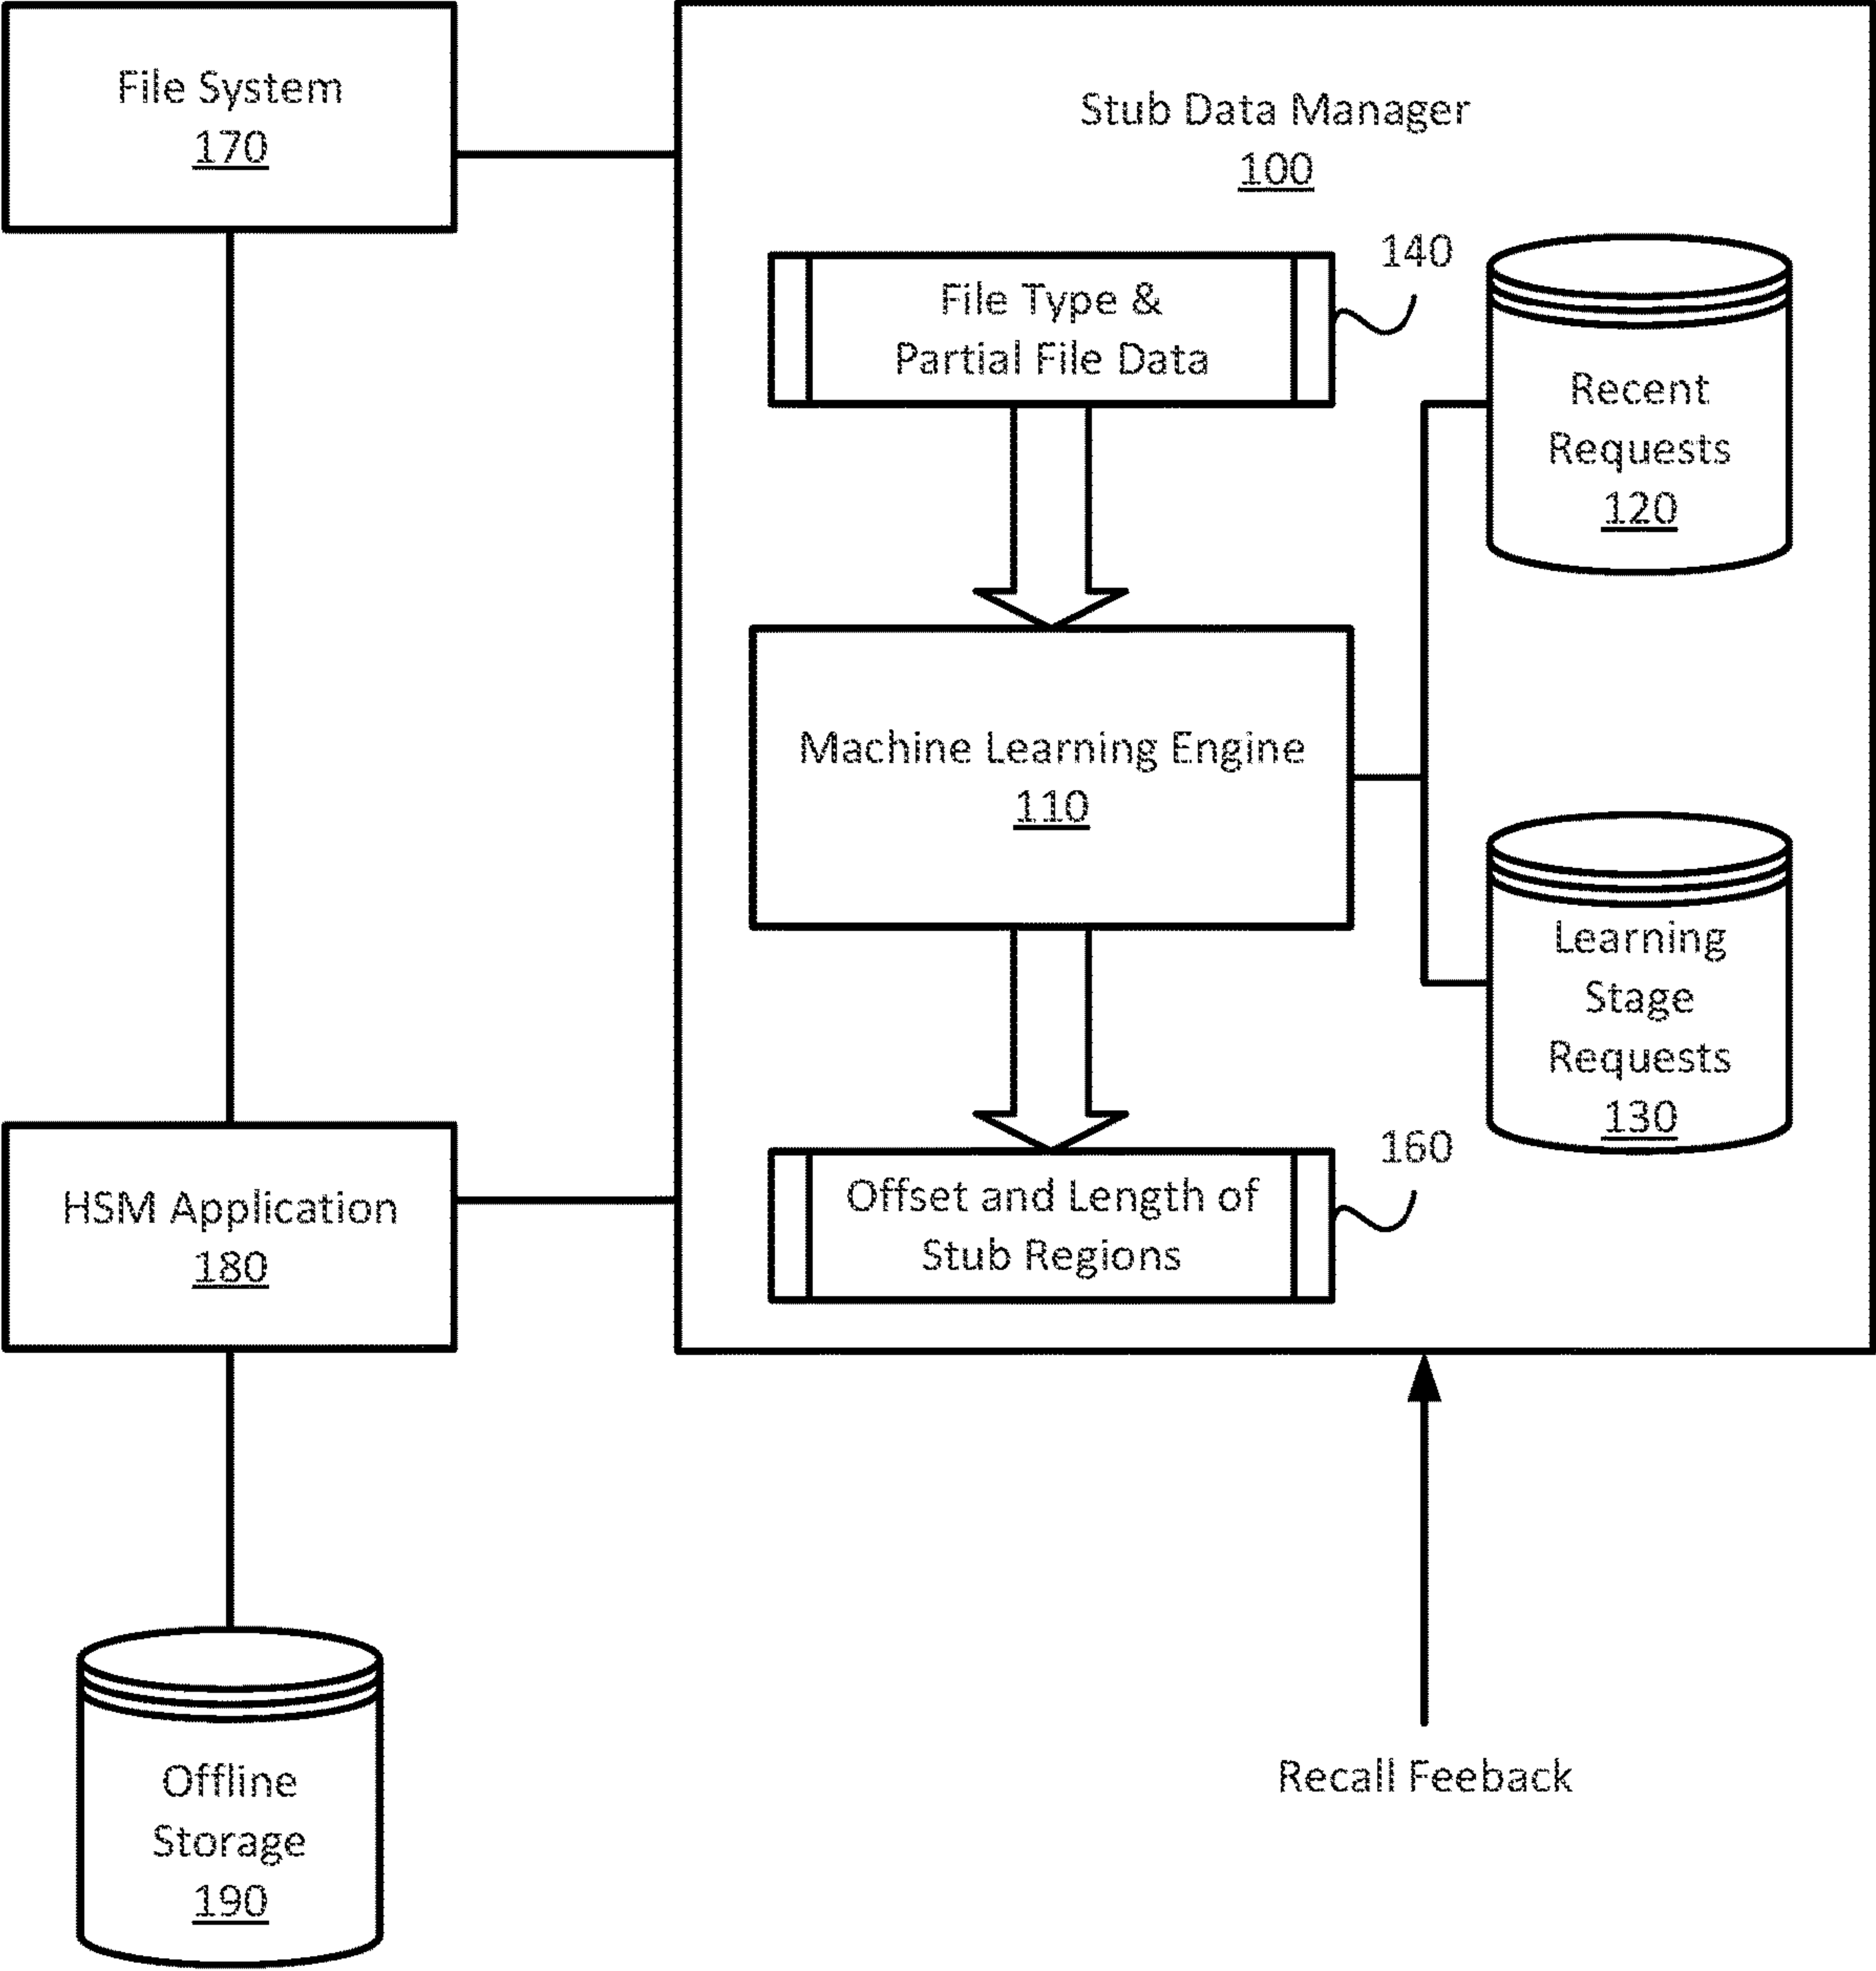 File System
170
Stub Data Manager
100
140
File Type &
Partial File Data
Recent
Requests
120
Machine Learning Engine
110
Learning
Stage
Requests
130
160
Offset and Length of
Stub Regions
HSM Application
180
Recall Feeback
Offline
Storage
190